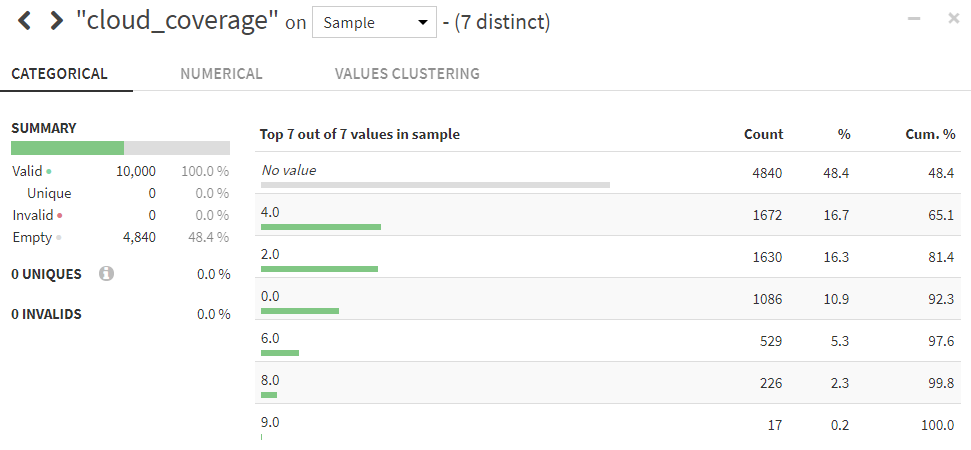 "cloud_coverage" on Sample - (7 distinct)
CATEGORICAL NUMERICAL VALUES CLUSTERING
SUMMARY
Valid 10,000 100.0 %
Unique 0 0.0 %
Invalid 0 0.0 %
Empty 4,840 48.4 %
0 UNIQUES 0.0 %
0 INVALIDS 0.0 %
Top 7 out of 7 values in sample Count % Cum. %
No value 4840 48.4 48.4
4.0 1672 16.7 65.1
2.0 1630 16.3 81.4
0.0 1086 10.9 92.3
6.0 529 5.3 97.6
8.0 226 2.3 99.8
9.0 17 0.2 100.0